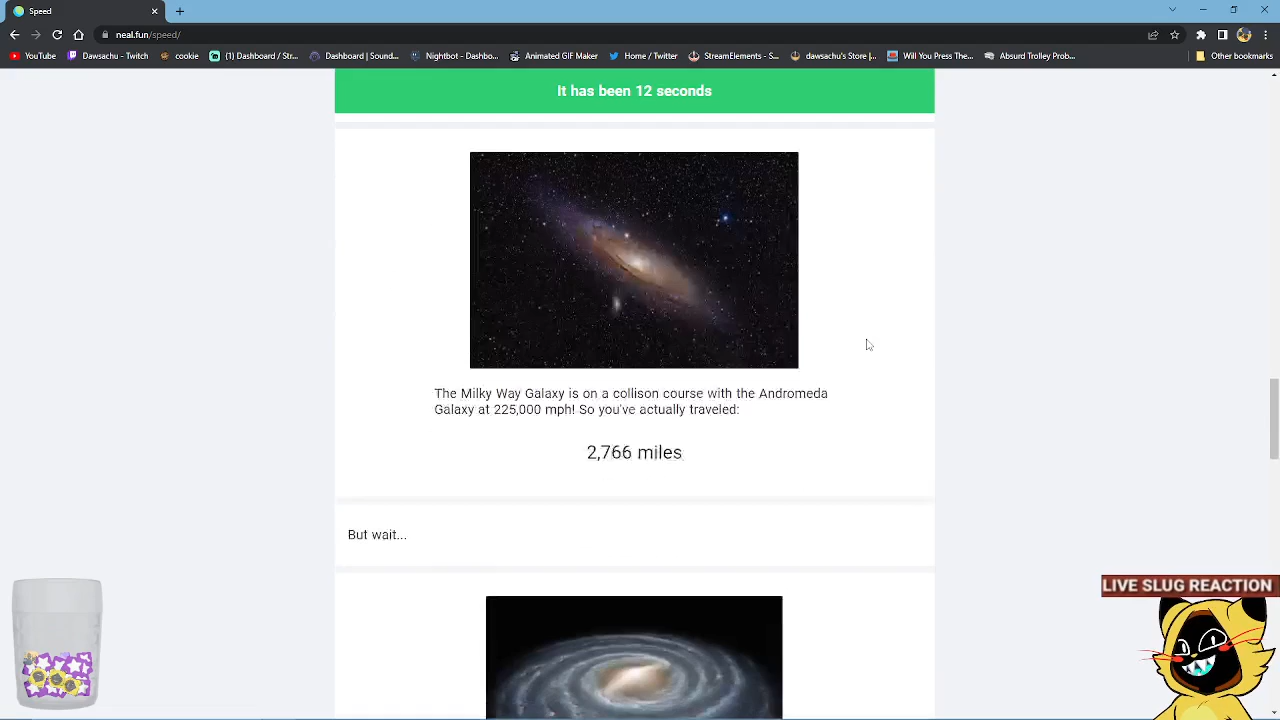 Speed
neal.fun/speed/
YouTube
Dawsachu - Twitch
cookie
(1) Dashboard / Str...
Dashboard | Sound...
Nightbot - Dashbo...
Animated GIF Maker
Home / Twitter
StreamElements - S...
dawsachu's Store |...
Will You Press The...
Absurd Trolley Prob...
Other bookmarks
It has been 12 seconds
The Milky Way Galaxy is on a collison course with the Andromeda
Galaxy at 225,000 mph! So you've actually traveled:
2,766 miles
But wait...
LIVE SLUG REACTION